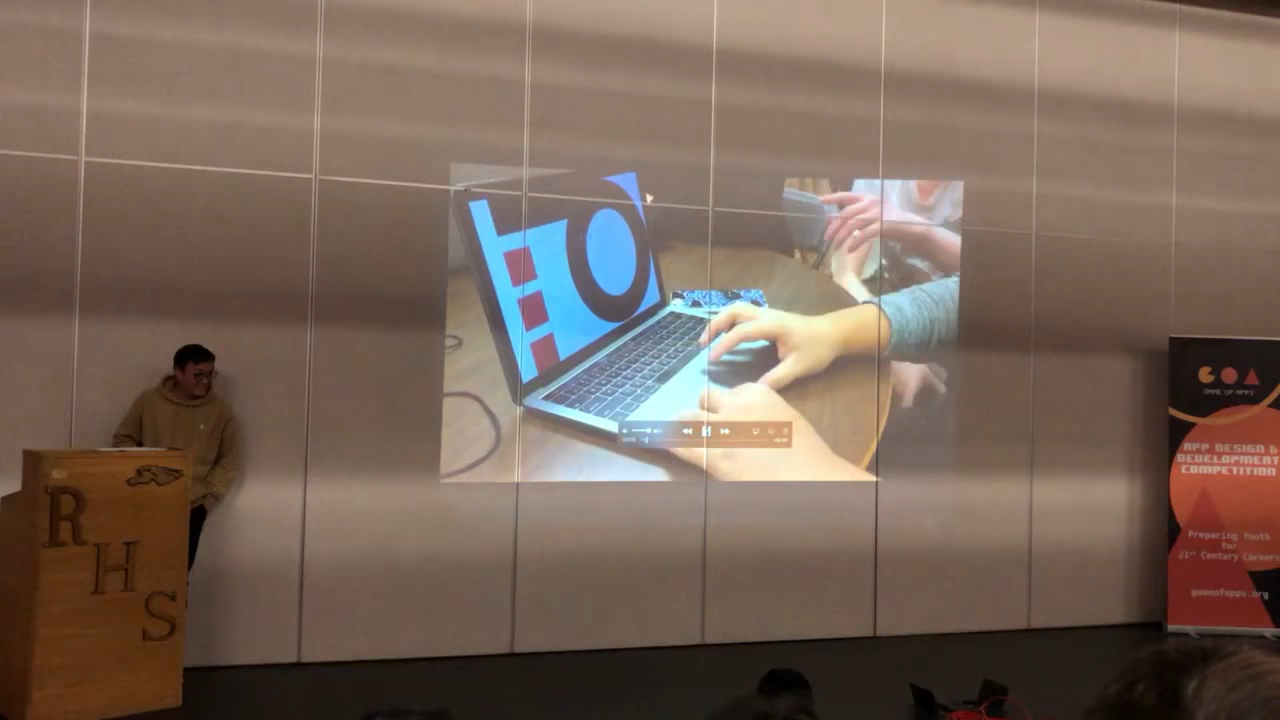 R
H
S
GOA
GAME OF APPS
APP DESIGN &
DEVELOPMENT
COMPETITION
Preparing Youth
for
21st Century Careers
gameofapps.org